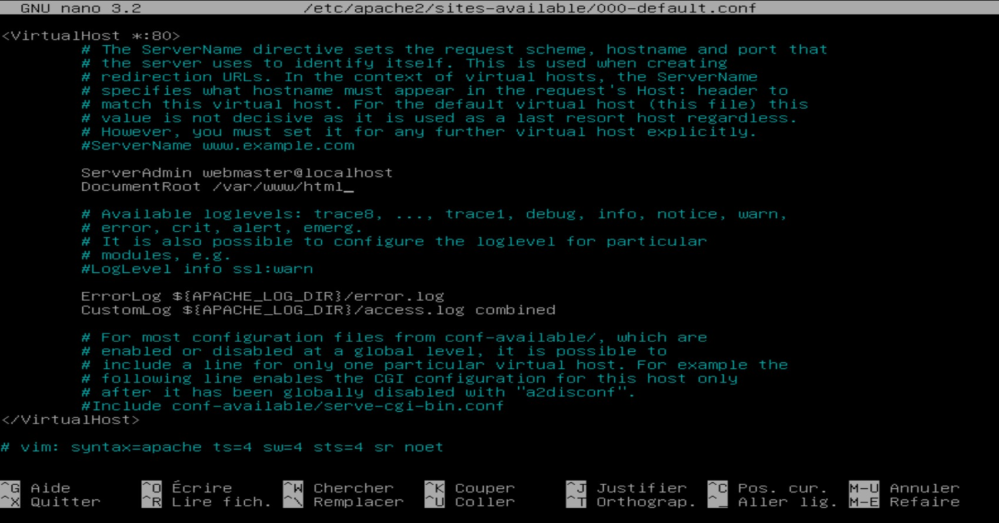 GNU nano 3.2 /etc/apache2/sites-available/000-default.conf
<VirtualHost *:80>
# The ServerName directive sets the request scheme, hostname and port that
# the server uses to identify itself. This is used when creating
# redirection URLs. In the context of virtual hosts, the ServerName
# specifies what hostname must appear in the request's Host: header to
# match this virtual host. For the default virtual host (this file) this
# value is not decisive as it is used as a last resort host regardless.
# However, you must set it for any further virtual host explicitly.
#ServerName www.example.com
ServerAdmin webmaster@localhost
DocumentRoot /var/www/html_
# Available loglevels: trace8, ..., trace1, debug, info, notice, warn,
# error, crit, alert, emerg.
# It is also possible to configure the loglevel for particular
# modules, e.g.
#LogLevel info ssl:warn
ErrorLog ${APACHE_LOG_DIR}/error.log
CustomLog ${APACHE_LOG_DIR}/access.log combined
# For most configuration files from conf-available/, which are
# enabled or disabled at a global level, it is possible to
# include a line for only one particular virtual host. For example the
# following line enables the CGI configuration for this host only
# after it has been globally disabled with "a2disconf".
#Include conf-available/serve-cgi-bin.conf
</VirtualHost>
# vim: syntax=apache ts=4 sw=4 sts=4 sr noet
^G Aide ^O Écrire ^W Chercher ^K Couper ^J Justifier ^C Pos. cur. M-U Annuler
^X Quitter ^R Lire fich. ^\ Remplacer ^U Coller ^T Orthograp. ^_ Aller lig. M-E Refaire